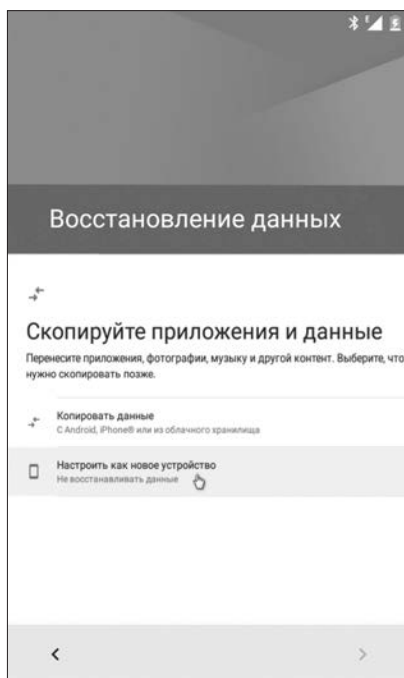 Восстановление данных
Скопируйте приложения и данные
Перенесите приложения, фотографии, музыку и другой контент. Выберите, что
нужно скопировать позже.
Копировать данные
С Android, iPhone® или из облачного хранилища
Настроить как новое устройство
Не восстанавливать данные